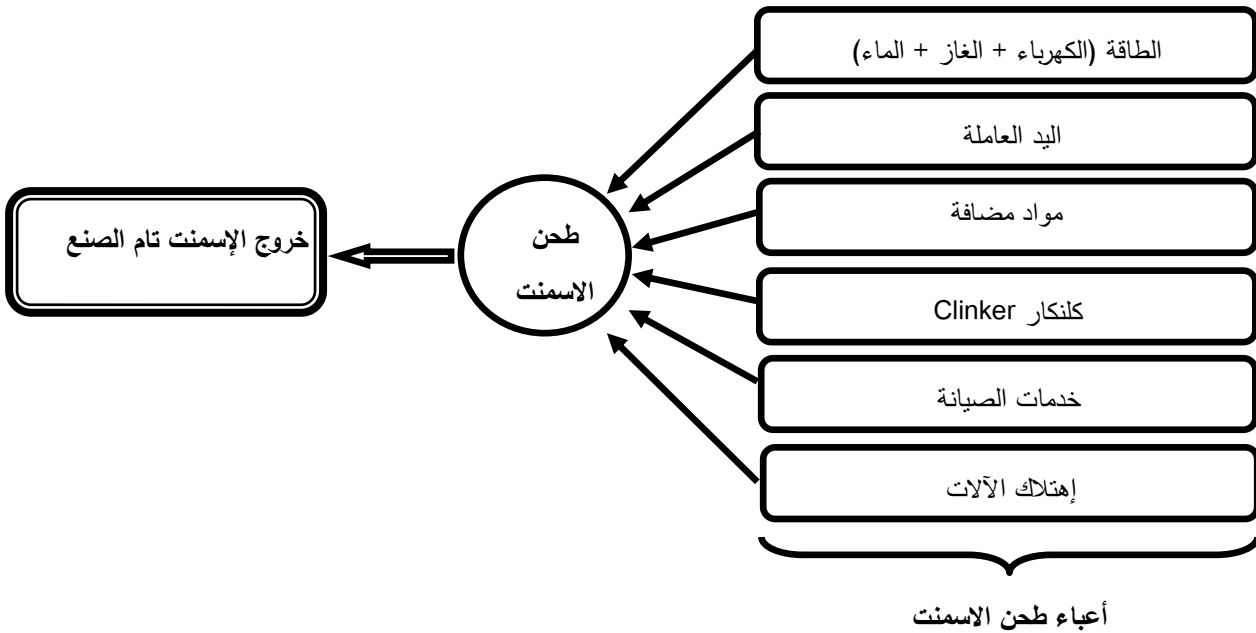 الطاقة (الكهرباء + الغاز + الماء)
اليد العاملة
مواد مضافة
كلنكار Clinker
خدمات الصيانة
إهتلاك الآلات
أعباء طحن الاسمنت
طحن
الاسمنت
خروج الإسمنت تام الصنع